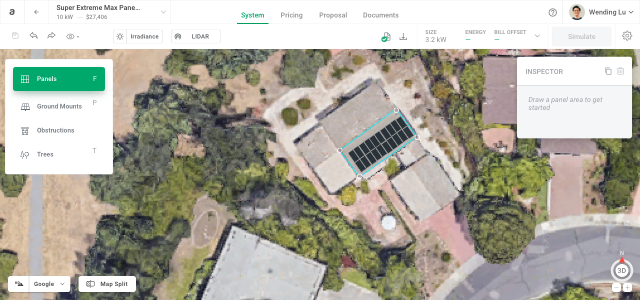 a
Super Extreme Max Pane...
10 kW — $27,406
System
Pricing
Proposal
Documents
Wending Lu
Irradiance
LIDAR
SIZE
3.2 kW
ENERGY
—
BILL OFFSET
—
Simulate
Panels F
Ground Mounts P
Obstructions
Trees T
INSPECTOR
Draw a panel area to get
started
Google
Map Split
N
3D